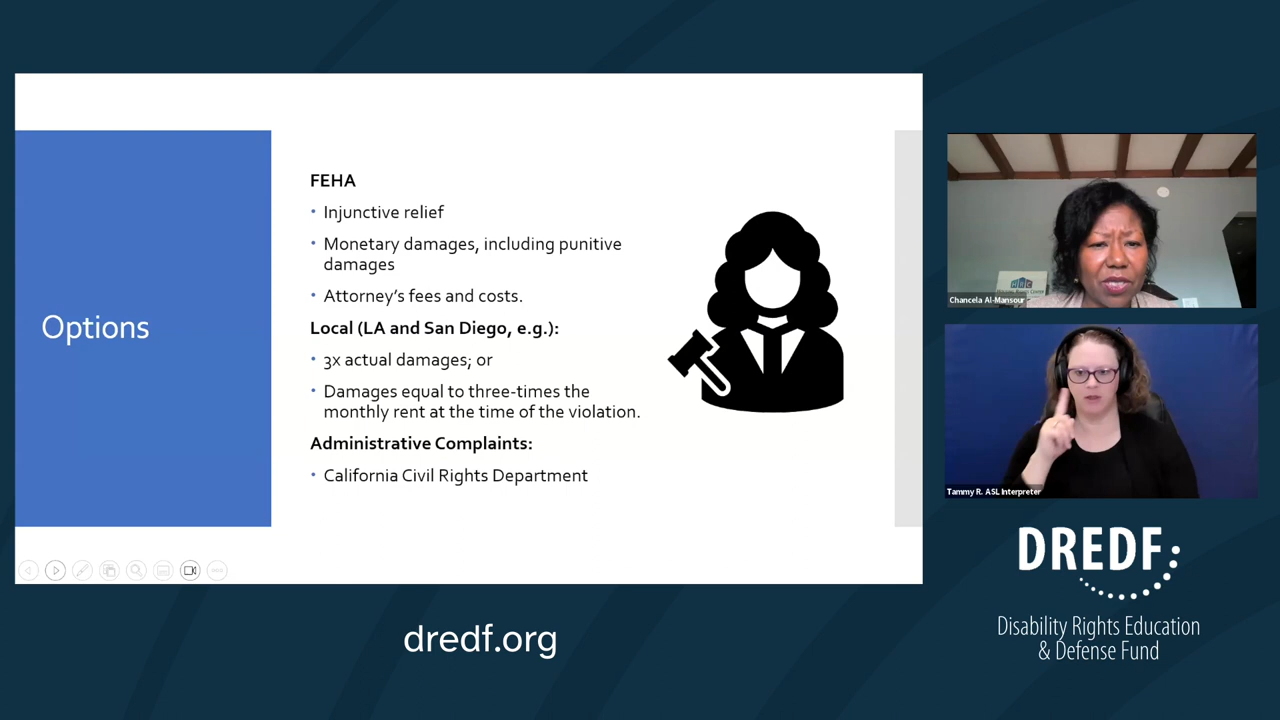 Options
FEHA
• Injunctive relief
• Monetary damages, including punitive
damages
• Attorney's fees and costs.
Local (LA and San Diego, e.g.):
• 3x actual damages; or
• Damages equal to three-times the
monthly rent at the time of the violation.
Administrative Complaints:
• California Civil Rights Department
Chancela Al-Mansour
Tammy R. ASL Interpreter
DREDF
Disability Rights Education
& Defense Fund
dredf.org